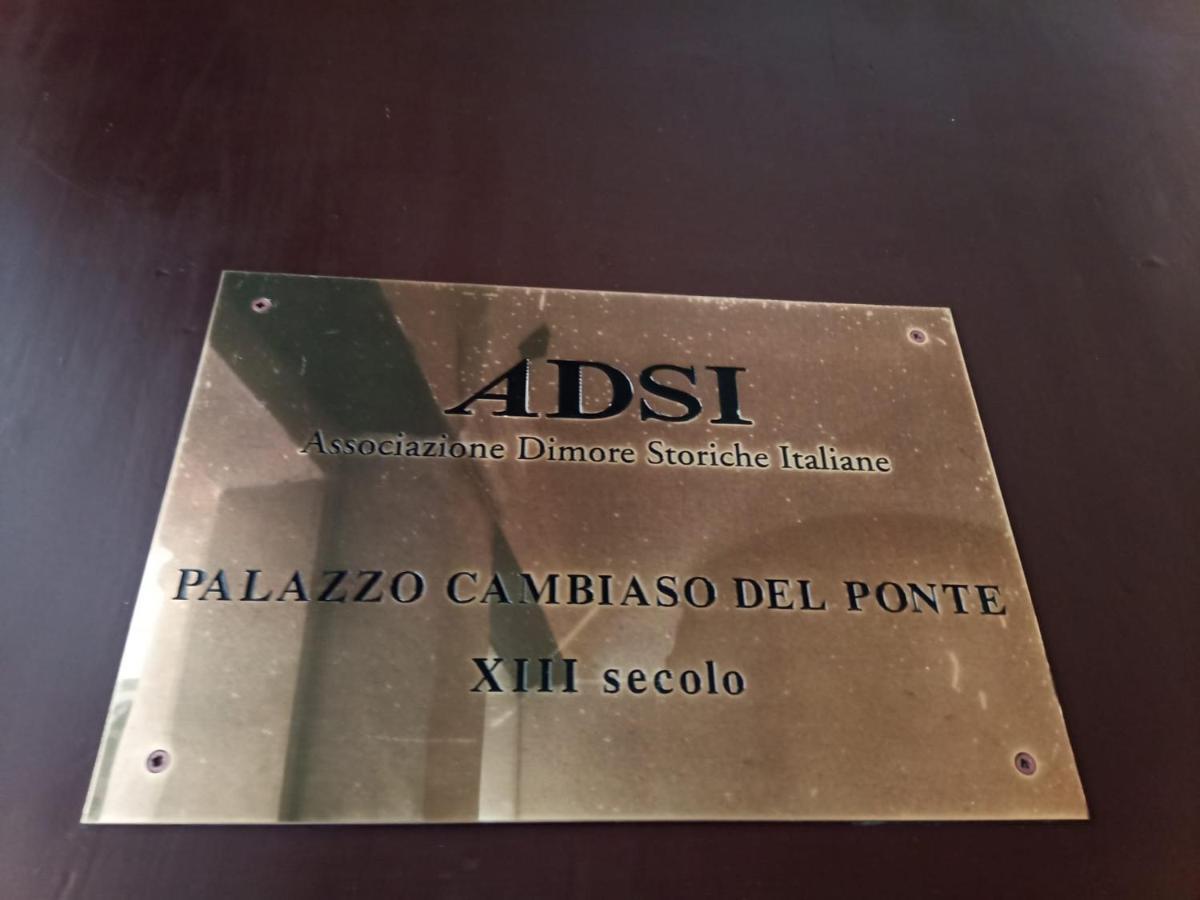 ADSI
Associazione Dimore Storiche Italiane
PALAZZO CAMBIASO DEL PONTE
XIII secolo